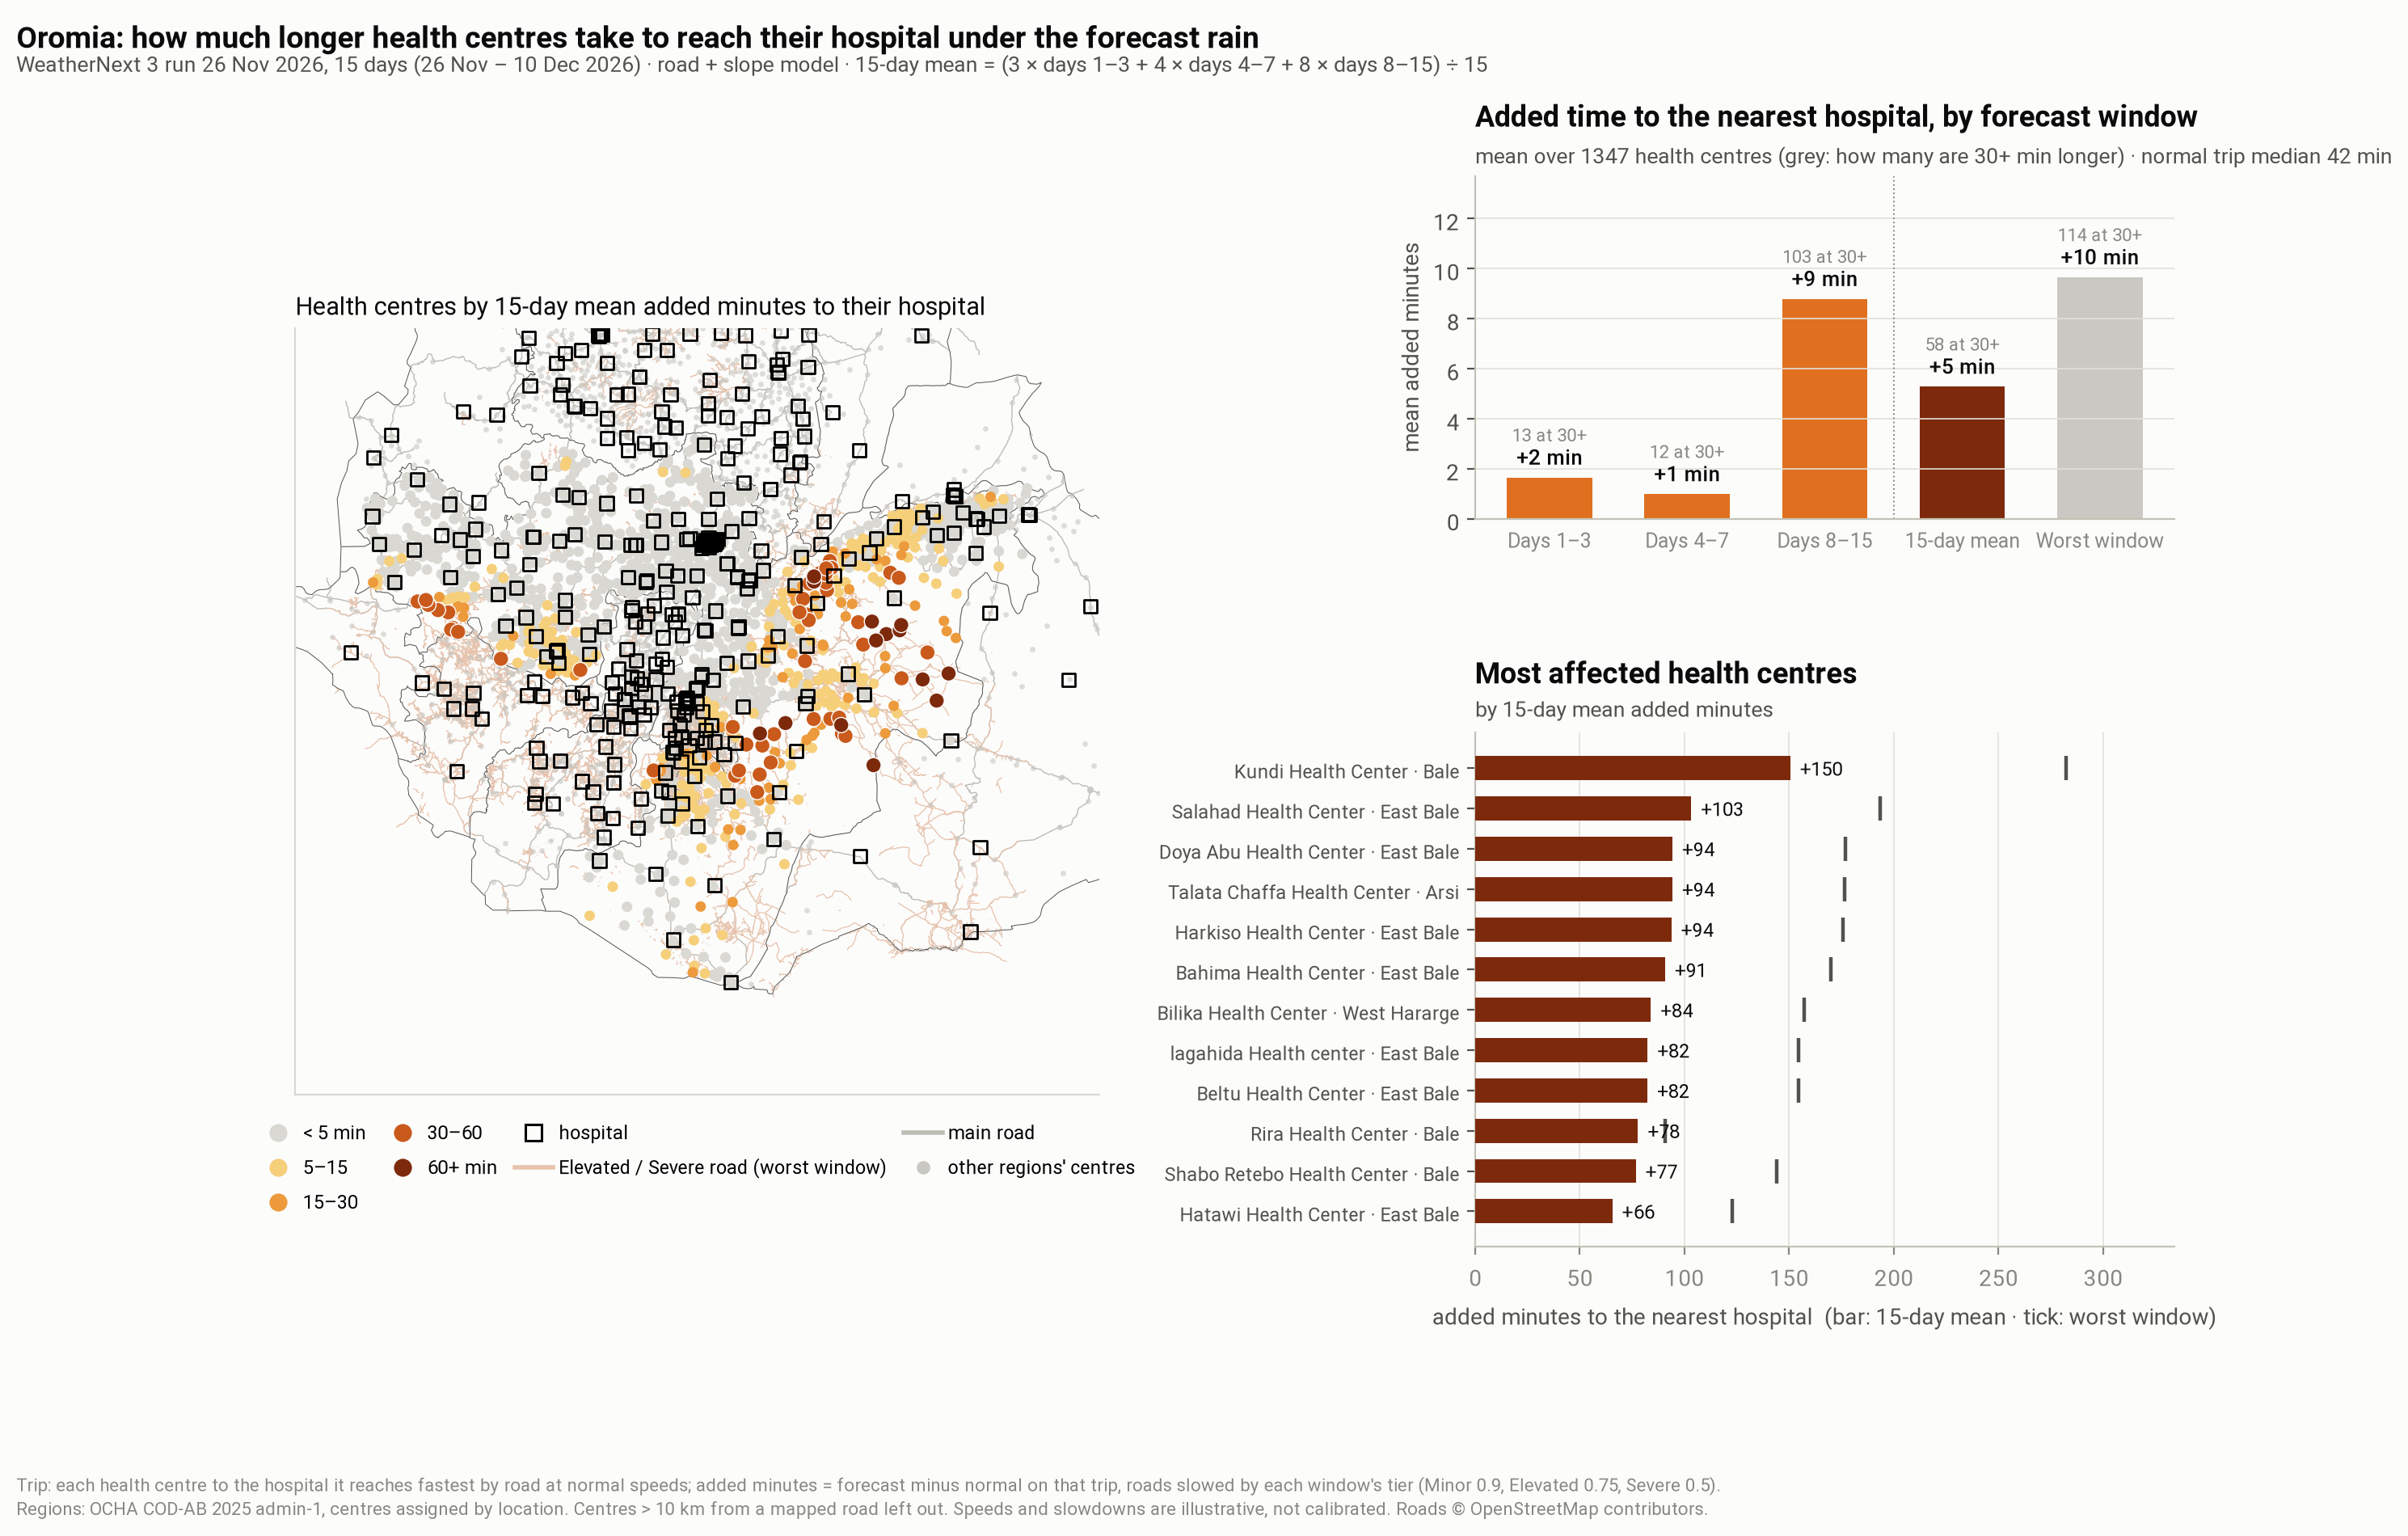 Oromia: how much longer health centres take to reach their hospital under the forecast rain
WeatherNext 3 run 26 Nov 2026, 15 days (26 Nov – 10 Dec 2026) · road + slope model · 15-day mean = (3 × days 1–3 + 4 × days 4–7 + 8 × days 8–15) ÷ 15
Health centres by 15-day mean added minutes to their hospital
< 5 min
5–15
15–30
30–60
60+ min
hospital
Elevated / Severe road (worst window)
main road
other regions' centres
Added time to the nearest hospital, by forecast window
mean over 1347 health centres (grey: how many are 30+ min longer) · normal trip median 42 min
mean added minutes
12
10
8
6
4
2
0
13 at 30+
+2 min
12 at 30+
+1 min
103 at 30+
+9 min
58 at 30+
+5 min
114 at 30+
+10 min
Days 1–3
Days 4–7
Days 8–15
15-day mean
Worst window
Most affected health centres
by 15-day mean added minutes
Kundi Health Center · Bale +150
Salahad Health Center · East Bale +103
Doya Abu Health Center · East Bale +94
Talata Chaffa Health Center · Arsi +94
Harkiso Health Center · East Bale +94
Bahima Health Center · East Bale +91
Bilika Health Center · West Hararge +84
lagahida Health center · East Bale +82
Beltu Health Center · East Bale +82
Rira Health Center · Bale +78
Shabo Retebo Health Center · Bale +77
Hatawi Health Center · East Bale +66
0 50 100 150 200 250 300
added minutes to the nearest hospital (bar: 15-day mean · tick: worst window)
Trip: each health centre to the hospital it reaches fastest by road at normal speeds; added minutes = forecast minus normal on that trip, roads slowed by each window's tier (Minor 0.9, Elevated 0.75, Severe 0.5).
Regions: OCHA COD-AB 2025 admin-1, centres assigned by location. Centres > 10 km from a mapped road left out. Speeds and slowdowns are illustrative, not calibrated. Roads © OpenStreetMap contributors.